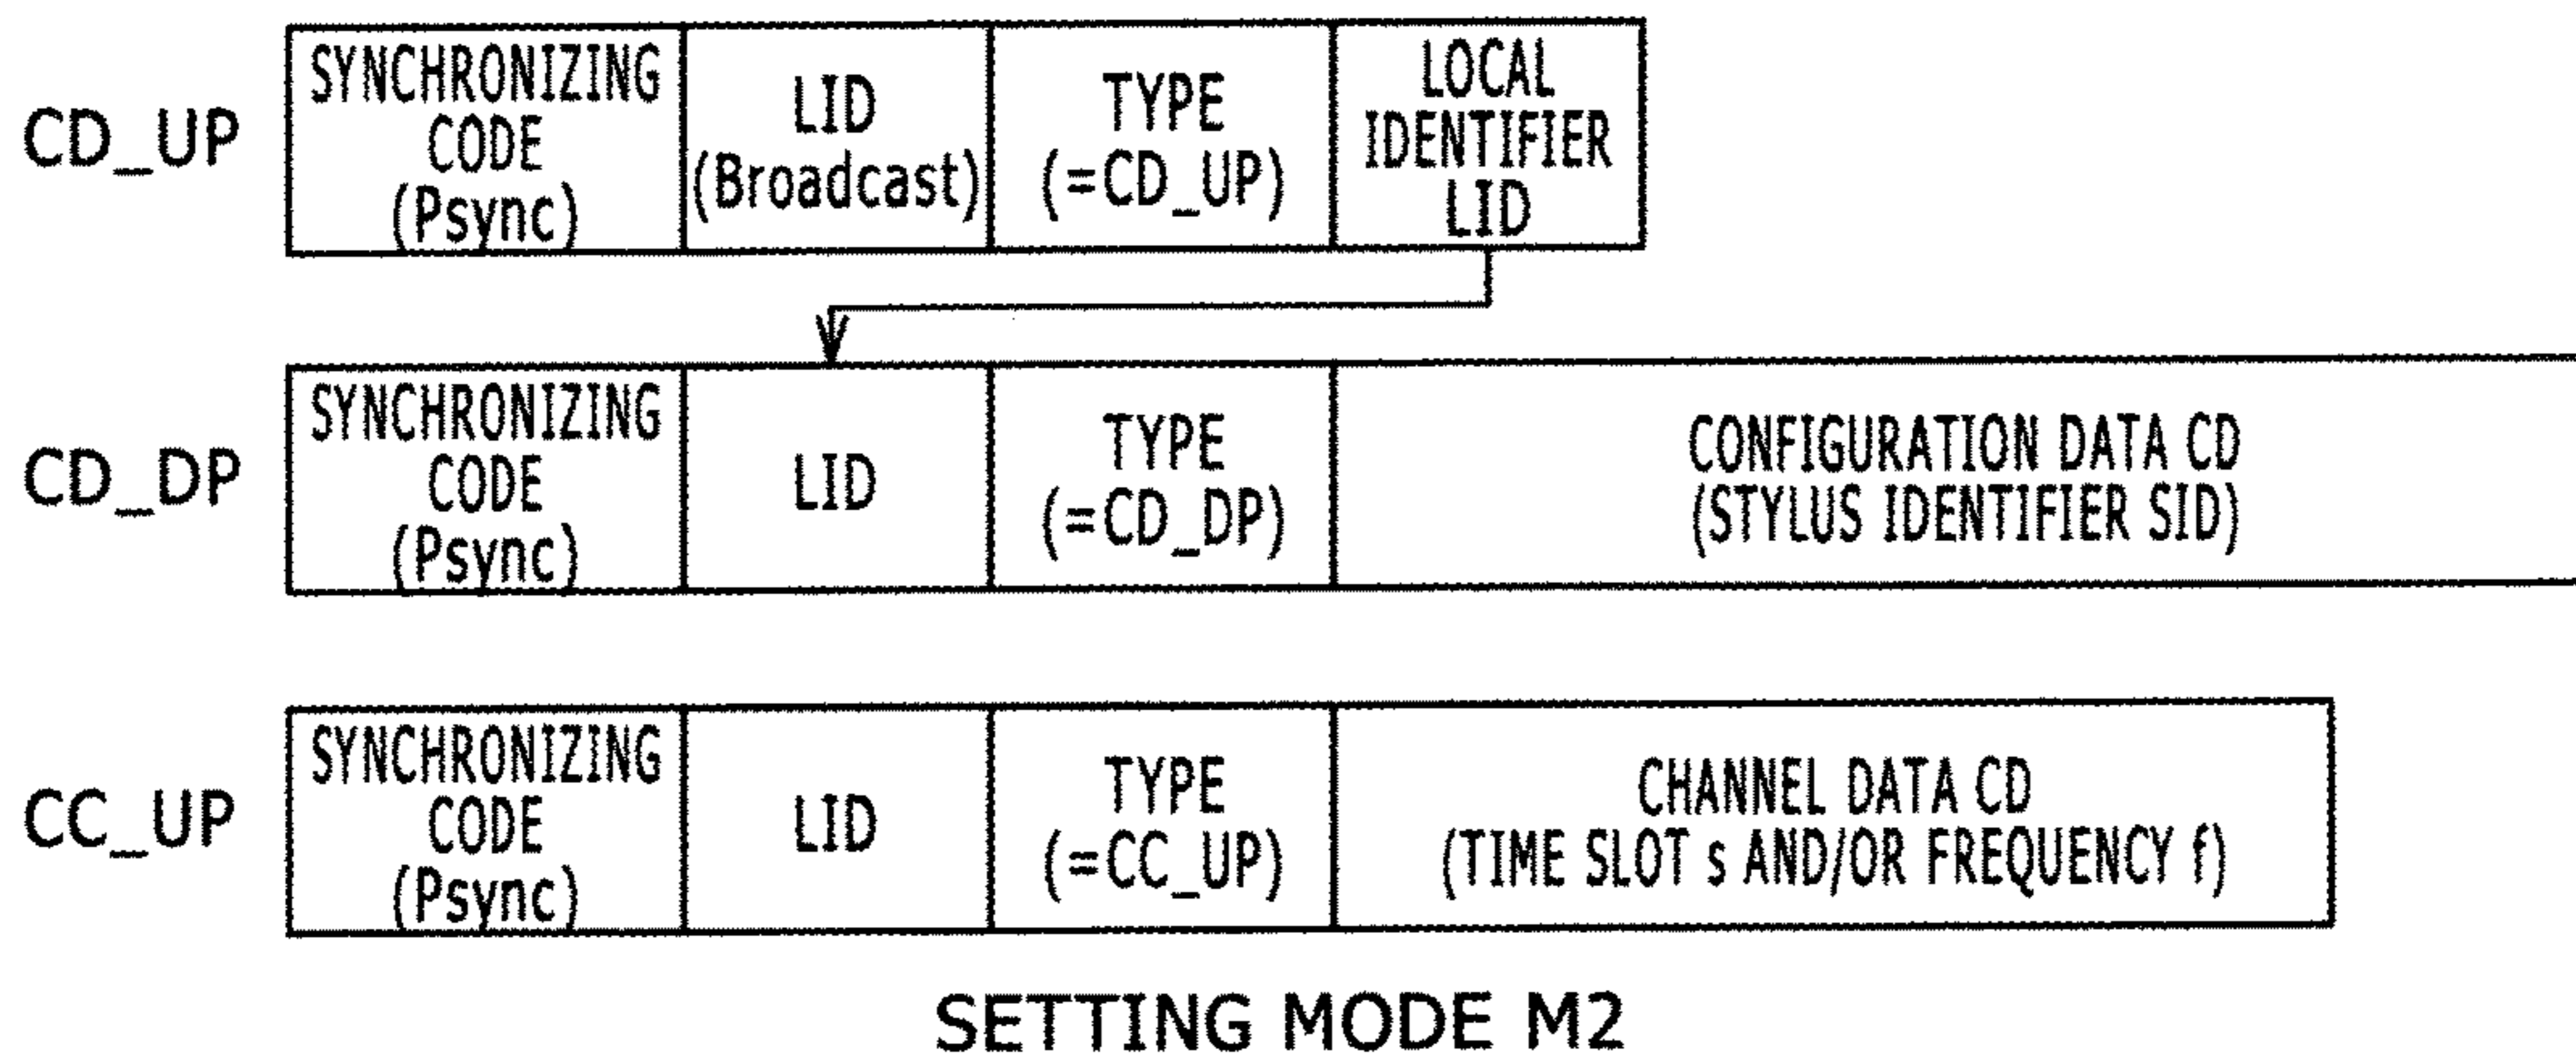 CD_UP
SYNCHRONIZING
CODE
(Psync)
LID
(Broadcast)
TYPE
(=CD_UP)
LOCAL
IDENTIFIER
LID
CD_DP
SYNCHRONIZING
CODE
(Psync)
LID
TYPE
(=CD_DP)
CONFIGURATION DATA CD
(STYLUS IDENTIFIER SID)
CC_UP
SYNCHRONIZING
CODE
(Psync)
LID
TYPE
(=CC_UP)
CHANNEL DATA CD
(TIME SLOT s AND/OR FREQUENCY f)
SETTING MODE M2